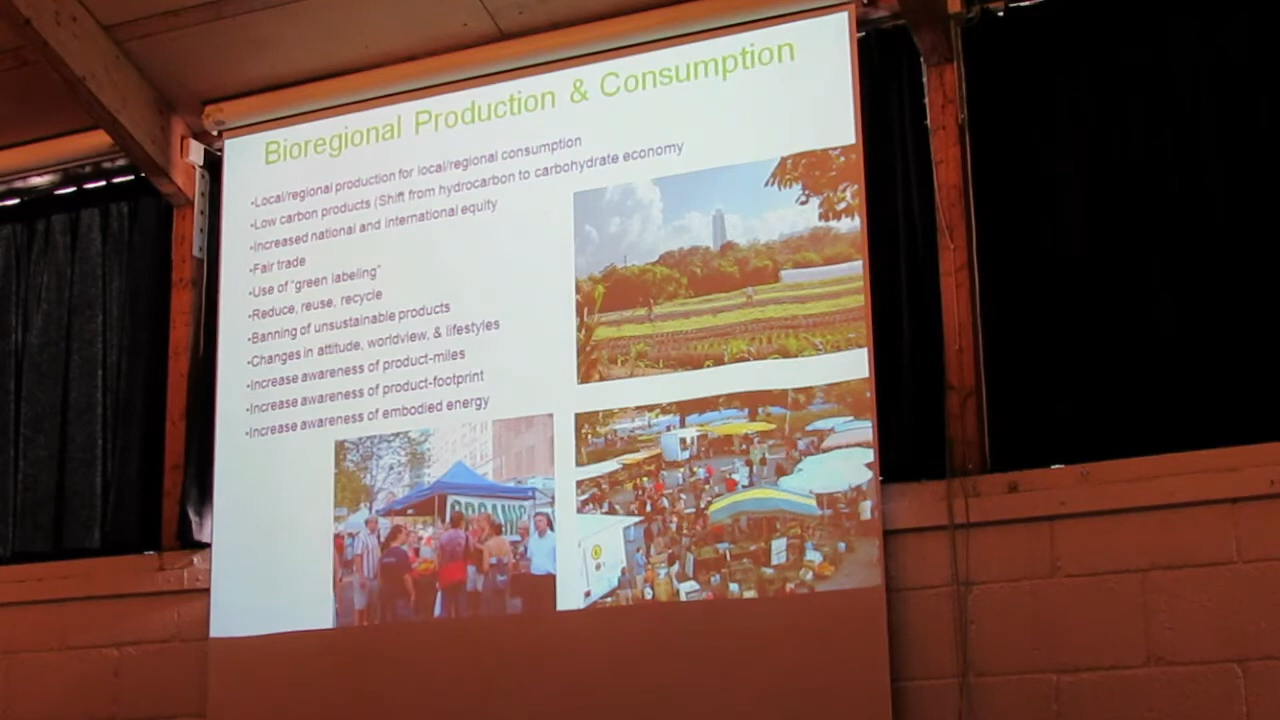 Bioregional Production & Consumption
•Local/regional production for local/regional consumption
•Low carbon products (Shift from hydrocarbon to carbohydrate economy
•Increased national and international equity
•Fair trade
•Use of "green labeling"
•Reduce, reuse, recycle
•Banning of unsustainable products
•Changes in attitude, worldview, & lifestyles
•Increase awareness of product-miles
•Increase awareness of product-footprint
•Increase awareness of embodied energy
ORGANIC